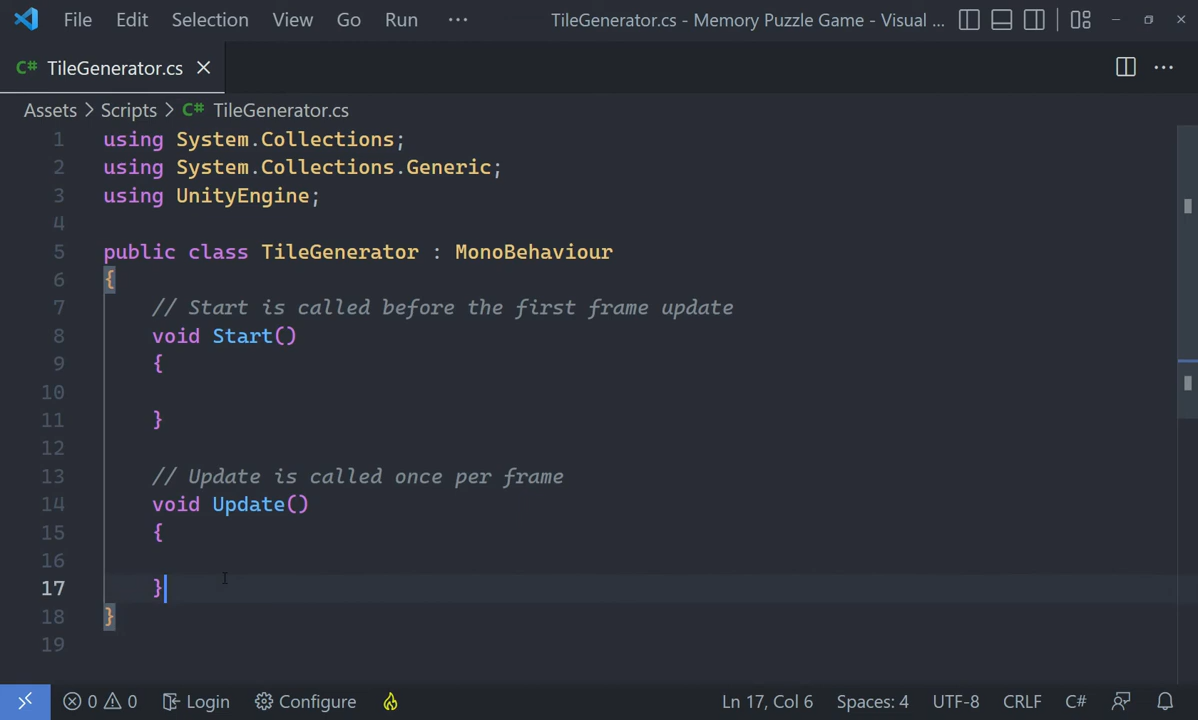 File Edit Selection View Go Run ··· TileGenerator.cs - Memory Puzzle Game - Visual ...
C# TileGenerator.cs
Assets > Scripts > C# TileGenerator.cs
1 using System.Collections;
2 using System.Collections.Generic;
3 using UnityEngine;
4
5 public class TileGenerator : MonoBehaviour
6 {
7 // Start is called before the first frame update
8 void Start()
9 {
10
11 }
12
13 // Update is called once per frame
14 void Update()
15 {
16
17 }
18 }
19
0 0 Login Configure Ln 17, Col 6 Spaces: 4 UTF-8 CRLF C#